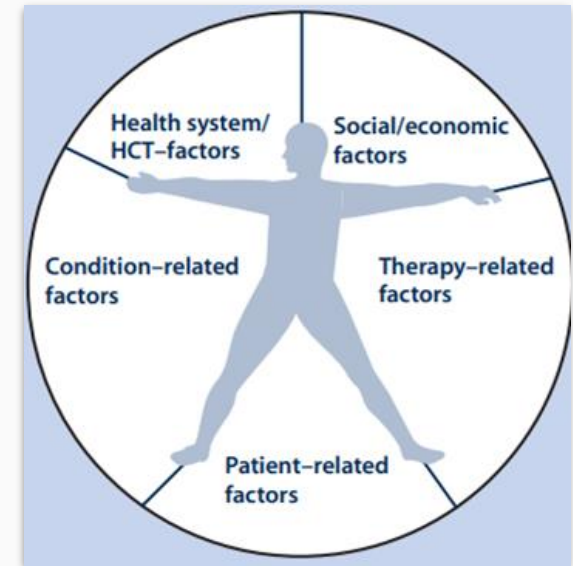 Health system/
HCT–factors
Social/economic
factors
Condition–related
factors
Therapy–related
factors
Patient–related
factors